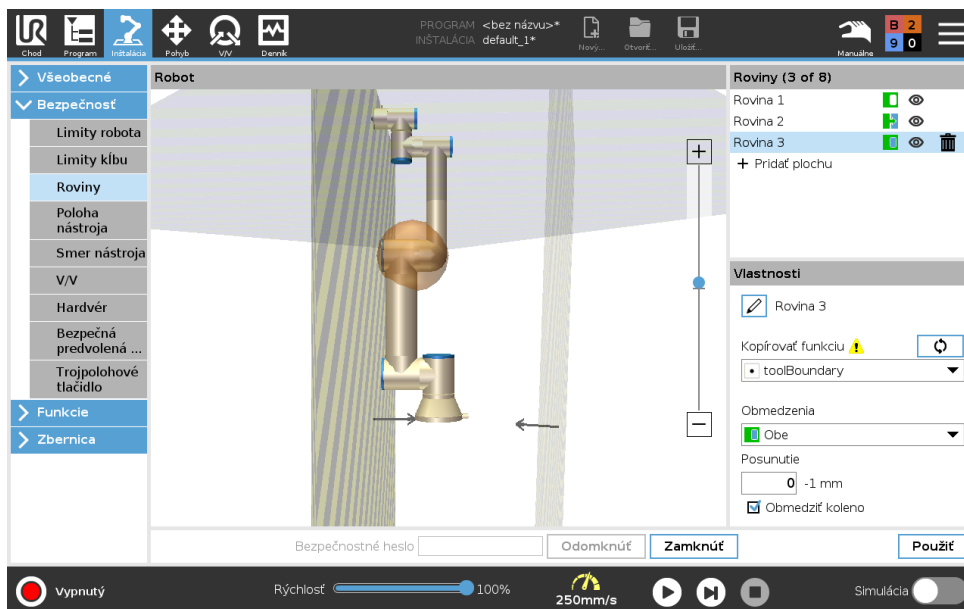 PROGRAM <bez názvu>*
INŠTALÁCIA default_1*
Chod
Program
Inštalácia
Pohyb
V/V
Denník
Nový...
Otvoriť...
Uložiť...
Manuálne
B 2
9 0
Všeobecné
Bezpečnosť
Limity robota
Limity kĺbu
Roviny
Poloha
nástroja
Smer nástroja
V/V
Hardvér
Bezpečná
predvolená ...
Trojpolohové
tlačidlo
Funkcie
Zbernica
Robot
Roviny (3 of 8)
Rovina 1
Rovina 2
Rovina 3
+ Pridať plochu
Vlastnosti
Rovina 3
Kopírovať funkciu
toolBoundary
Obmedzenia
Obe
Posunutie
0 -1 mm
Obmedziť koleno
Bezpečnostné heslo
Odomknúť
Zamknúť
Použiť
Vypnutý
Rýchlosť
100%
250mm/s
Simulácia